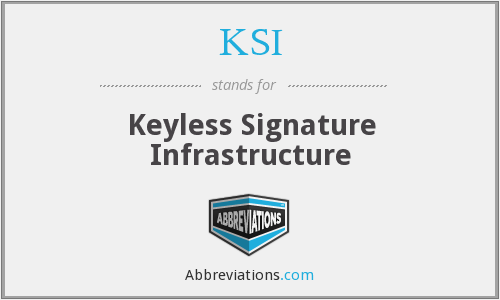 KSI
stands for
Keyless Signature
Infrastructure
ABBREVIATIONS
Abbreviations.com